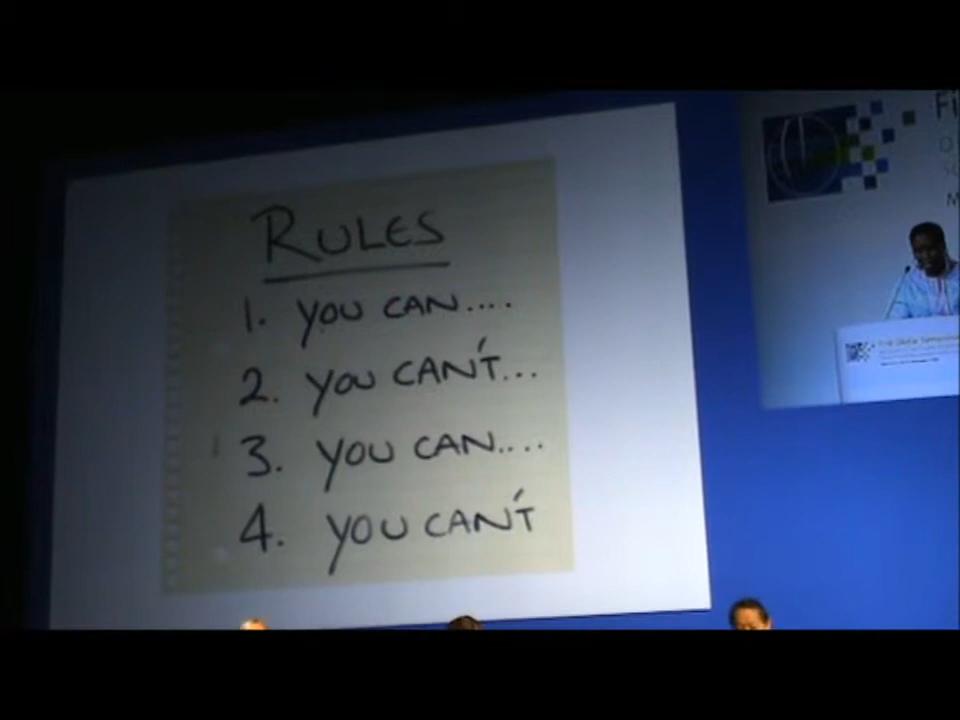 RULES
1. YOU CAN....
2. YOU CAN'T...
3. YOU CAN....
4. YOU CAN'T